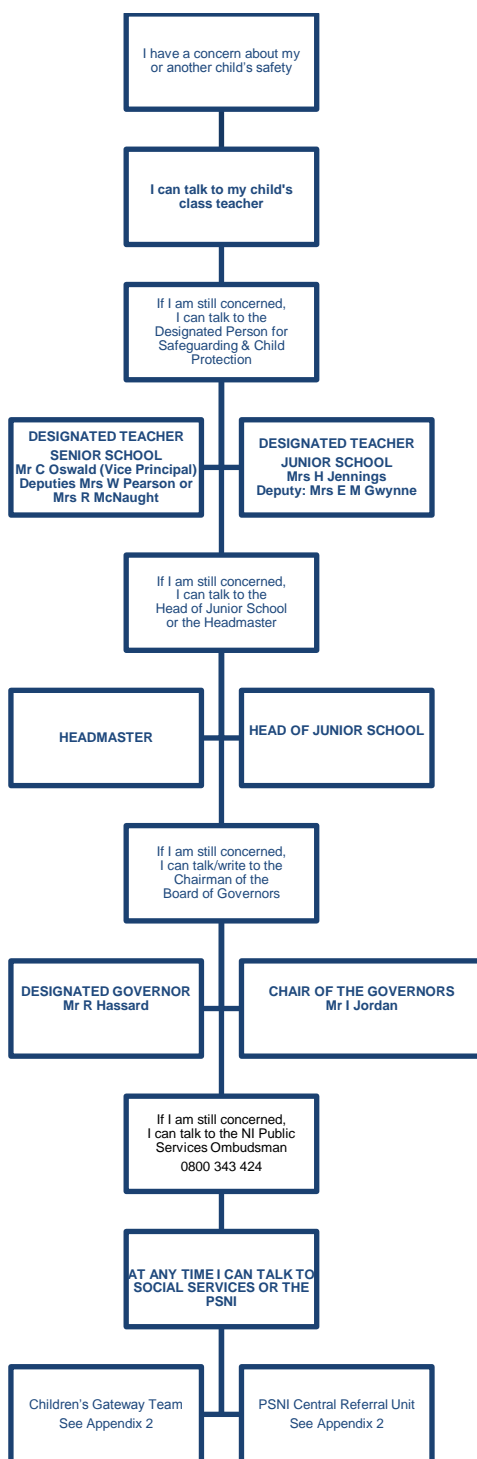 I have a concern about my
or another child's safety
I can talk to my child's
class teacher
If I am still concerned,
I can talk to the
Designated Person for
Safeguarding & Child
Protection
DESIGNATED TEACHER
SENIOR SCHOOL
Mr C Oswald (Vice Principal)
Deputies Mrs W Pearson or
Mrs R McNaught
DESIGNATED TEACHER
JUNIOR SCHOOL
Mrs H Jennings
Deputy: Mrs E M Gwynne
If I am still concerned,
I can talk to the
Head of Junior School
or the Headmaster
HEADMASTER
HEAD OF JUNIOR SCHOOL
If I am still concerned,
I can talk/write to the
Chairman of the
Board of Governors
DESIGNATED GOVERNOR
Mr R Hassard
CHAIR OF THE GOVERNORS
Mr I Jordan
If I am still concerned,
I can talk to the NI Public
Services Ombudsman
0800 343 424
AT ANY TIME I CAN TALK TO
SOCIAL SERVICES OR THE
PSNI
Children's Gateway Team
See Appendix 2
PSNI Central Referral Unit
See Appendix 2